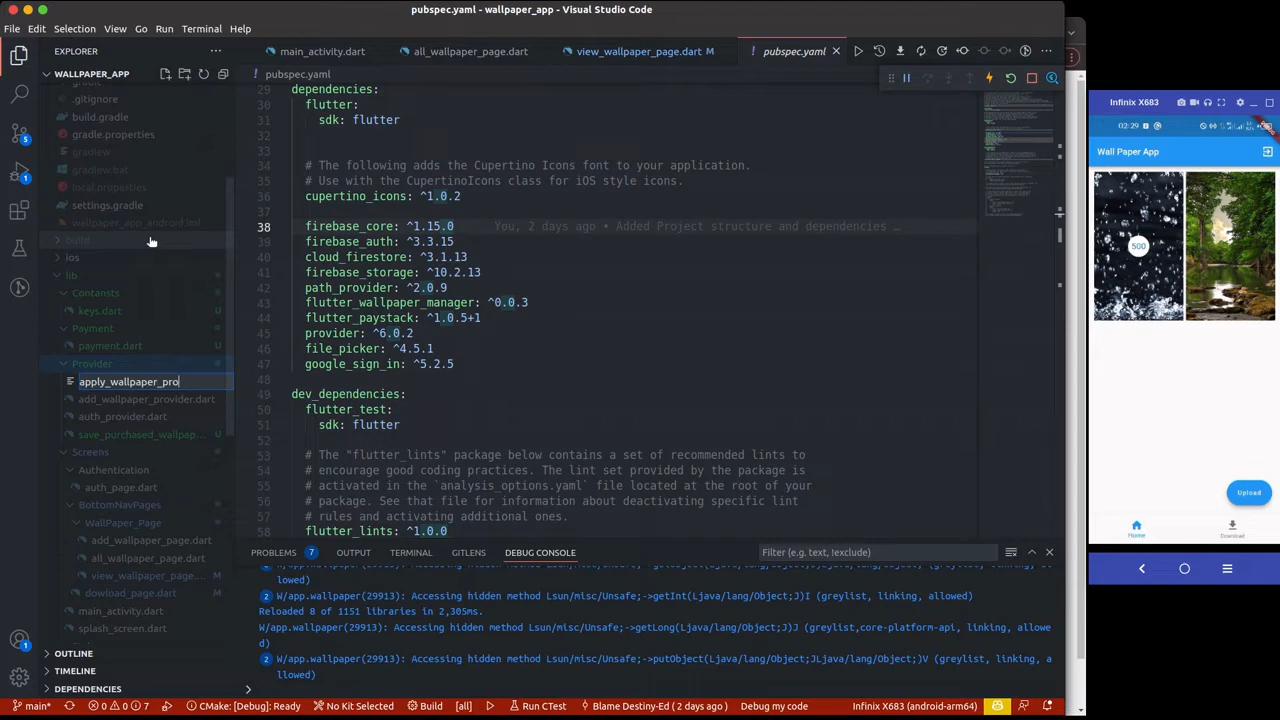 pubspec.yaml - wallpaper_app - Visual Studio Code
File Edit Selection View Go Run Terminal Help
EXPLORER
WALLPAPER_APP
.gitignore
build.gradle
gradle.properties
gradlew
gradlew.bat
local.properties
settings.gradle
wallpaper_app_android.iml
build
ios
lib
Contansts
keys.dart U
Payment
payment.dart U
Provider
apply_wallpaper_pro
add_wallpaper_provider.dart
auth_provider.dart
save_purchased_wallpap... U
Screens
Authentication
auth_page.dart
BottomNavPages
WallPaper_Page
add_wallpaper_page.dart
all_wallpaper_page.dart
view_wallpaper_page.... M
dowload_page.dart M
main_activity.dart
splash_screen.dart
OUTLINE
TIMELINE
DEPENDENCIES
main_activity.dart all_wallpaper_page.dart view_wallpaper_page.dart M ! pubspec.yaml
! pubspec.yaml
29 dependencies:
30 flutter:
31 sdk: flutter
32
33
34 # The following adds the Cupertino Icons font to your application.
35 # Use with the CupertinoIcons class for iOS style icons.
36 cupertino_icons: ^1.0.2
37
38 firebase_core: ^1.15.0 You, 2 days ago • Added Project structure and dependencies …
39 firebase_auth: ^3.3.15
40 cloud_firestore: ^3.1.13
41 firebase_storage: ^10.2.13
42 path_provider: ^2.0.9
43 flutter_wallpaper_manager: ^0.0.3
44 flutter_paystack: ^1.0.5+1
45 provider: ^6.0.2
46 file_picker: ^4.5.1
47 google_sign_in: ^5.2.5
48
49 dev_dependencies:
50 flutter_test:
51 sdk: flutter
52
53 # The "flutter_lints" package below contains a set of recommended lints to
54 # encourage good coding practices. The lint set provided by the package is
55 # activated in the `analysis_options.yaml` file located at the root of your
56 # package. See that file for information about deactivating specific lint
57 # rules and activating additional ones.
58 flutter_lints: ^1.0.0
PROBLEMS 7 OUTPUT TERMINAL GITLENS DEBUG CONSOLE Filter (e.g. text, !exclude)
llowed)
2 W/app.wallpaper(29913): Accessing hidden method Lsun/misc/Unsafe;->getInt(Ljava/lang/Object;J)I (greylist, linking, allowed)
Reloaded 8 of 1151 libraries in 2,305ms.
W/app.wallpaper(29913): Accessing hidden method Lsun/misc/Unsafe;->getLong(Ljava/lang/Object;J)J (greylist,core-platform-api, linking, allowe
d)
2 W/app.wallpaper(29913): Accessing hidden method Lsun/misc/Unsafe;->putObject(Ljava/lang/Object;JLjava/lang/Object;)V (greylist, linking, a
llowed)
main* 0 0 7 CMake: [Debug]: Ready No Kit Selected Build [all] Run CTest Blame Destiny-Ed ( 2 days ago ) Debug my code Infinix X683 (android-arm64)
5
1
1
Infinix X683
02:29
Wall Paper App
500
Upload
Home Download